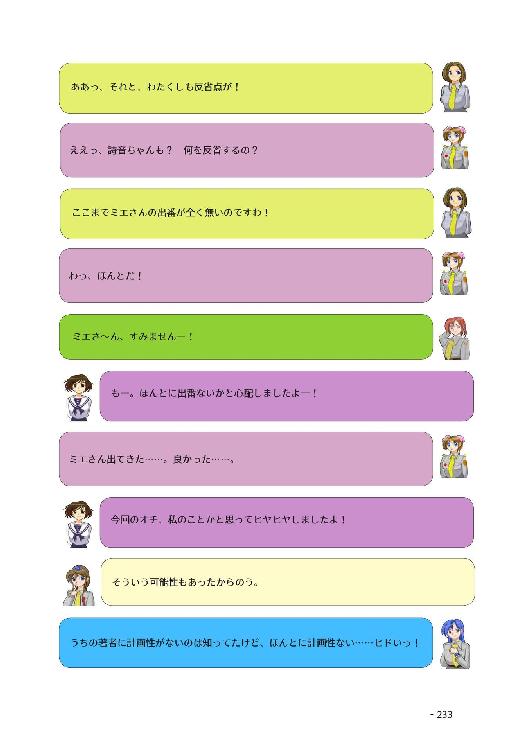 ああっ、それと、わたくしも反省点が！
ええっ、詩音ちゃんも？　何を反省するの？
ここまでミエさんの出番が全く無いのですわ！
わっ、ほんとだ！
ミエさ～ん、すみませんー！
もー。ほんとに出番ないかと心配しましたよー！
ミエさん出てきた……。良かった……。
今回のオチ、私のことかと思ってヒヤヒヤしましたよ！
そういう可能性もあったからのう。
うちの著者に計画性がないのは知ってたけど、ほんとに計画性ない……ヒドいっ！
- 233